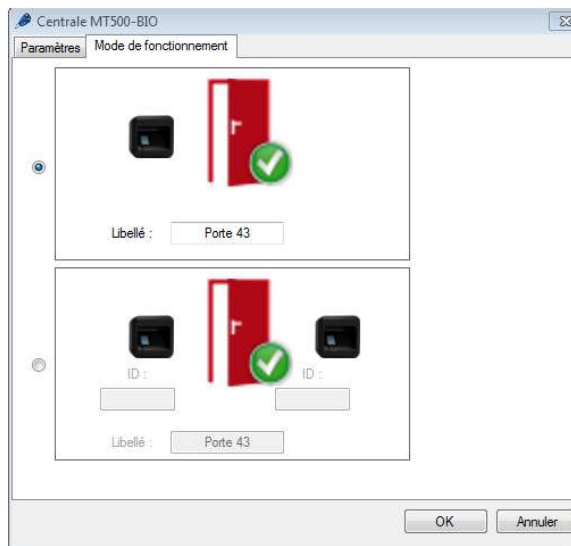 Centrale MT500-BIO
Paramètres Mode de fonctionnement
Libellé : Porte 43
ID : ID :
Libellé : Porte 43
OK Annuler